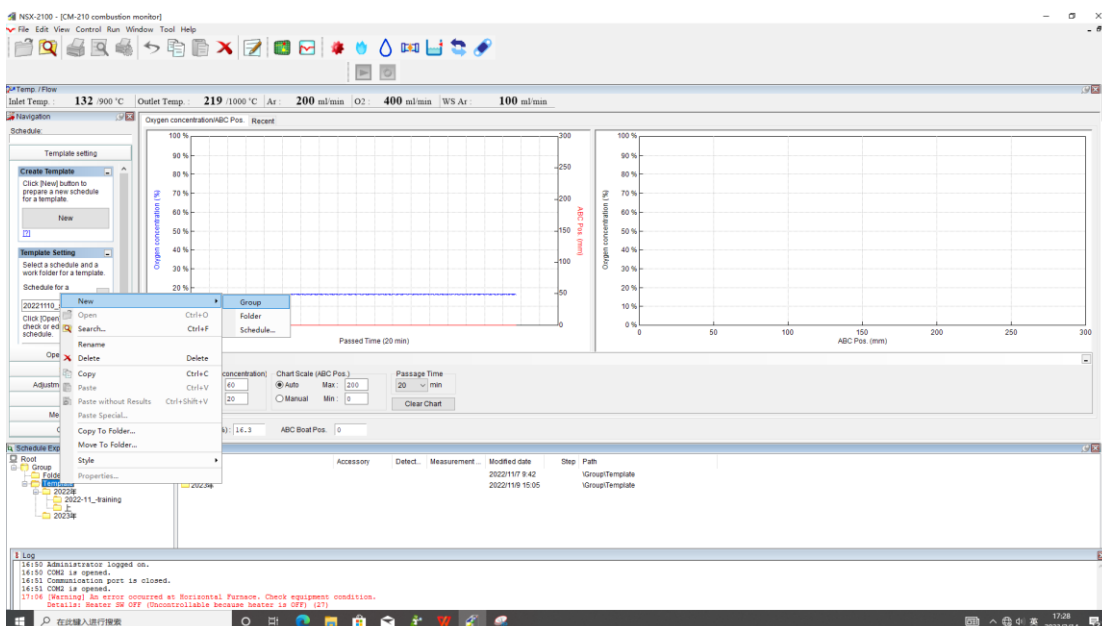 NSX-2100 - [CM-210 combustion monitor]
File Edit View Control Run Window Tool Help
Temp. / Flow
Inlet Temp. : 132 /900 °C Outlet Temp. : 219 /1000 °C Ar : 200 ml/min O2 : 400 ml/min WS Ar : 100 ml/min
Navigation
Schedule:
Template setting
Create Template
Click [New] button to
prepare a new schedule
for a template.
New
[?]
Template Setting
Select a schedule and a
work folder for a template.
Schedule for a
20221110_
Click [Open
check or ed
schedule.
Ope
Adjustm
Me
Oxygen concentration/ABC Pos. Recent
100 %
90 %
80 %
70 %
60 %
50 %
40 %
30 %
20 %
Oxygen concentration (%)
300
250
200
150
100
50
0
ABC Pos. (mm)
Passed Time (20 min)
100 %
90 %
80 %
70 %
60 %
50 %
40 %
30 %
20 %
10 %
0 %
Oxygen concentration (%)
0 50 100 150 200 250 300
ABC Pos. (mm)
New
Open Ctrl+O
Search... Ctrl+F
Rename
Delete Delete
Copy Ctrl+C
Paste Ctrl+V
Paste without Results Ctrl+Shift+V
Paste Special...
Copy To Folder...
Move To Folder...
Style
Properties...
Group
Folder
Schedule...
concentration) Chart Scale (ABC Pos.) Passage Time
60 Auto Max : 200 20 min
20 Manual Min : 0 Clear Chart
) : 16.3 ABC Boat Pos. 0
Schedule Exp
Root
Group
Folde
Template
2022年
2022-11_-training
上
2023年
Accessory Detect... Measurement ... Modified date Step Path
2022/11/7 9:42 \Group\Template
2023年 2022/11/9 15:05 \Group\Template
Log
16:50 Administrator logged on.
16:50 COM2 is opened.
16:51 Communication port is closed.
16:51 COM2 is opened.
17:06 [Warning] An error occurred at Horizontal Furnace. Check equipment condition.
Details: Heater SW OFF (Uncontrollable because heater is OFF) (27)
在此键入进行搜索
英
17:28